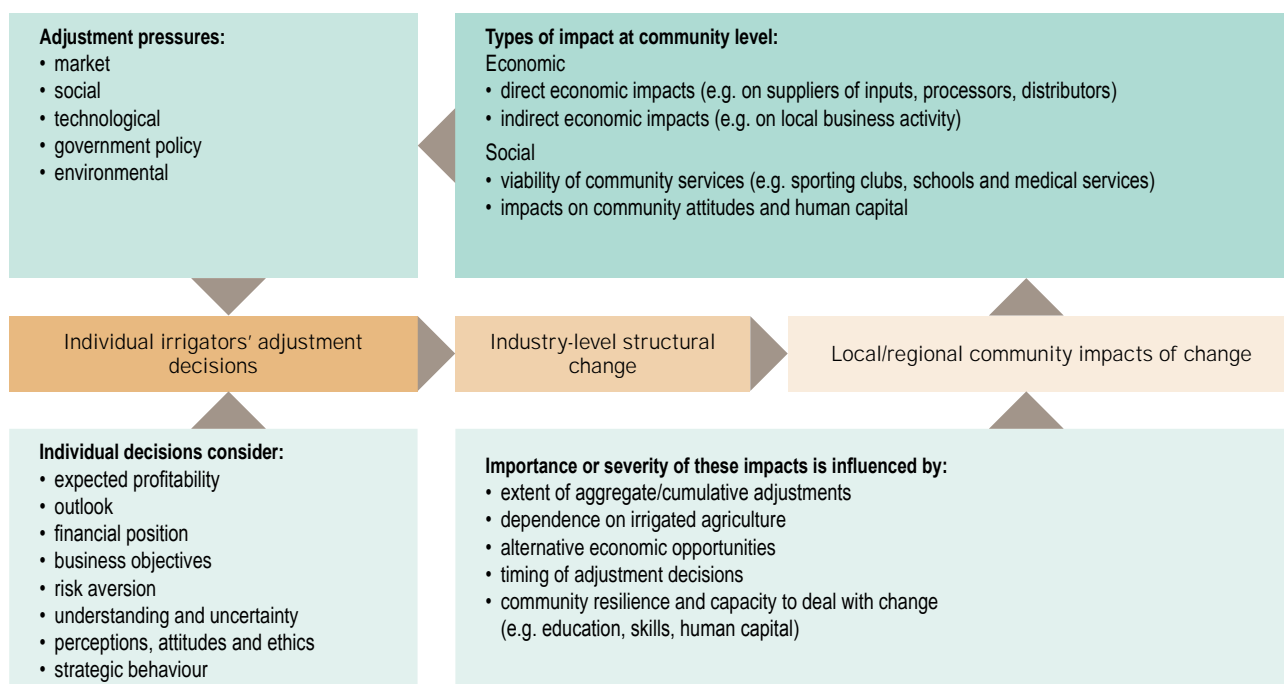 Adjustment pressures:
• market
• social
• technological
• government policy
• environmental
Types of impact at community level:
Economic
• direct economic impacts (e.g. on suppliers of inputs, processors, distributors)
• indirect economic impacts (e.g. on local business activity)
Social
• viability of community services (e.g. sporting clubs, schools and medical services)
• impacts on community attitudes and human capital
Individual irrigators’ adjustment
decisions
Industry-level structural
change
Local/regional community impacts of change
Individual decisions consider:
• expected profitability
• outlook
• financial position
• business objectives
• risk aversion
• understanding and uncertainty
• perceptions, attitudes and ethics
• strategic behaviour
Importance or severity of these impacts is influenced by:
• extent of aggregate/cumulative adjustments
• dependence on irrigated agriculture
• alternative economic opportunities
• timing of adjustment decisions
• community resilience and capacity to deal with change
(e.g. education, skills, human capital)